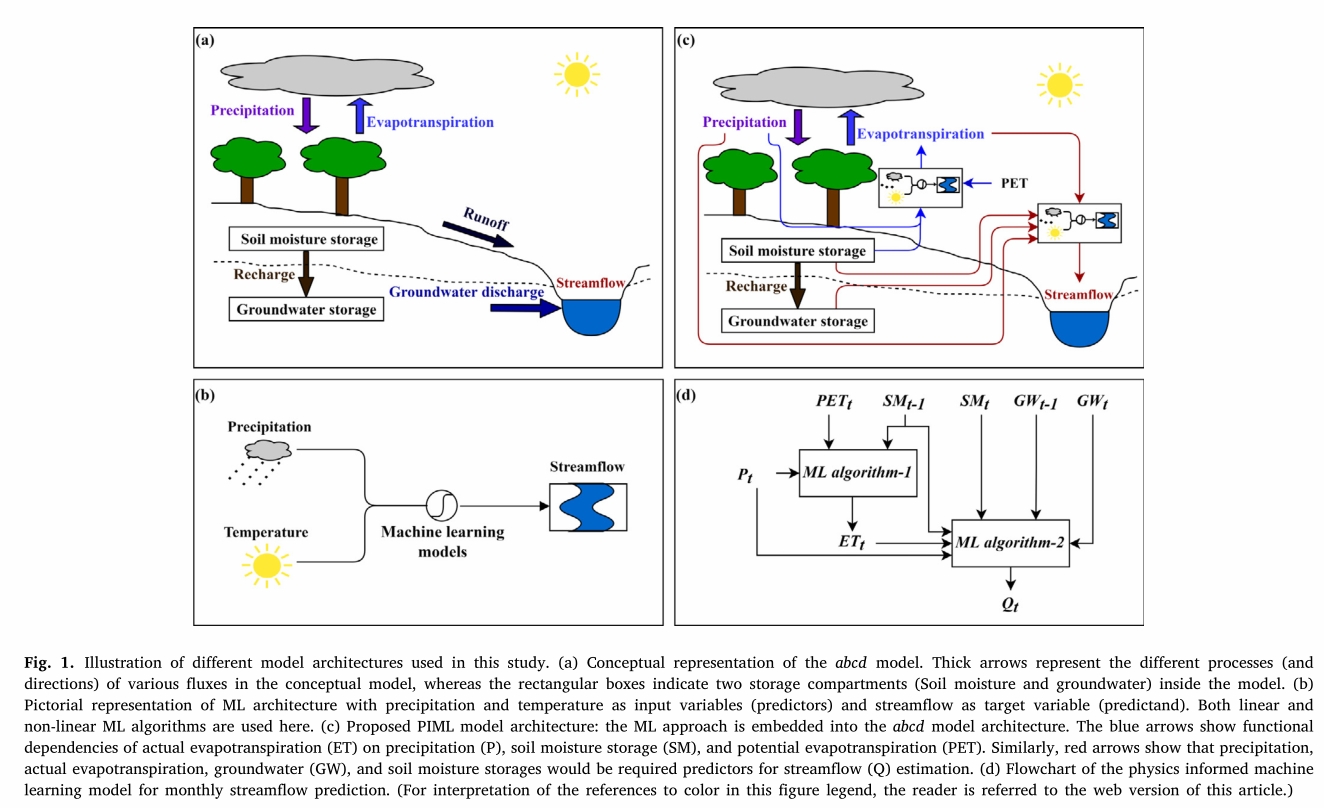 (a)
Precipitation
Evapotranspiration
Runoff
Soil moisture storage
Recharge
Groundwater discharge
Streamflow
Groundwater storage
(c)
Precipitation
Evapotranspiration
PET
Soil moisture storage
Recharge
Streamflow
Groundwater storage
(b)
Precipitation
Streamflow
Temperature
Machine learning
models
(d)
PETt SMt-1 SMt GWt-1 GWt
Pt ML algorithm-1
ETt ML algorithm-2
Qt
Fig. 1. Illustration of different model architectures used in this study. (a) Conceptual representation of the abcd model. Thick arrows represent the different processes (and
directions) of various fluxes in the conceptual model, whereas the rectangular boxes indicate two storage compartments (Soil moisture and groundwater) inside the model. (b)
Pictorial representation of ML architecture with precipitation and temperature as input variables (predictors) and streamflow as target variable (predictand). Both linear and
non-linear ML algorithms are used here. (c) Proposed PIML model architecture: the ML approach is embedded into the abcd model architecture. The blue arrows show functional
dependencies of actual evapotranspiration (ET) on precipitation (P), soil moisture storage (SM), and potential evapotranspiration (PET). Similarly, red arrows show that precipitation,
actual evapotranspiration, groundwater (GW), and soil moisture storages would be required predictors for streamflow (Q) estimation. (d) Flowchart of the physics informed machine
learning model for monthly streamflow prediction. (For interpretation of the references to color in this figure legend, the reader is referred to the web version of this article.)